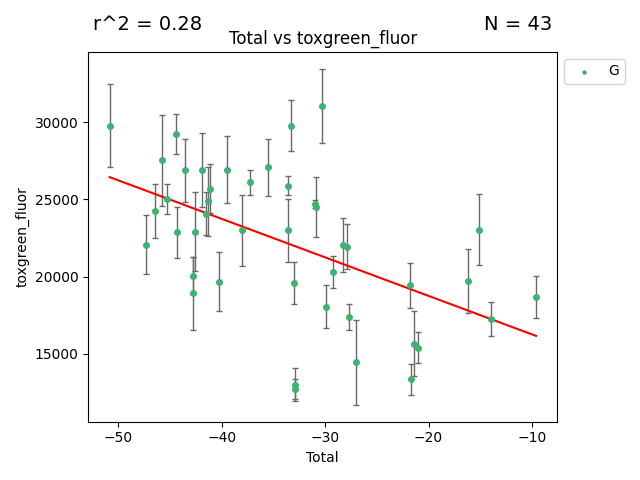 r^2 = 0.28
N = 43
Total vs toxgreen_fluor
G
30000
25000
20000
15000
toxgreen_fluor
−50
−40
−30
−20
−10
Total